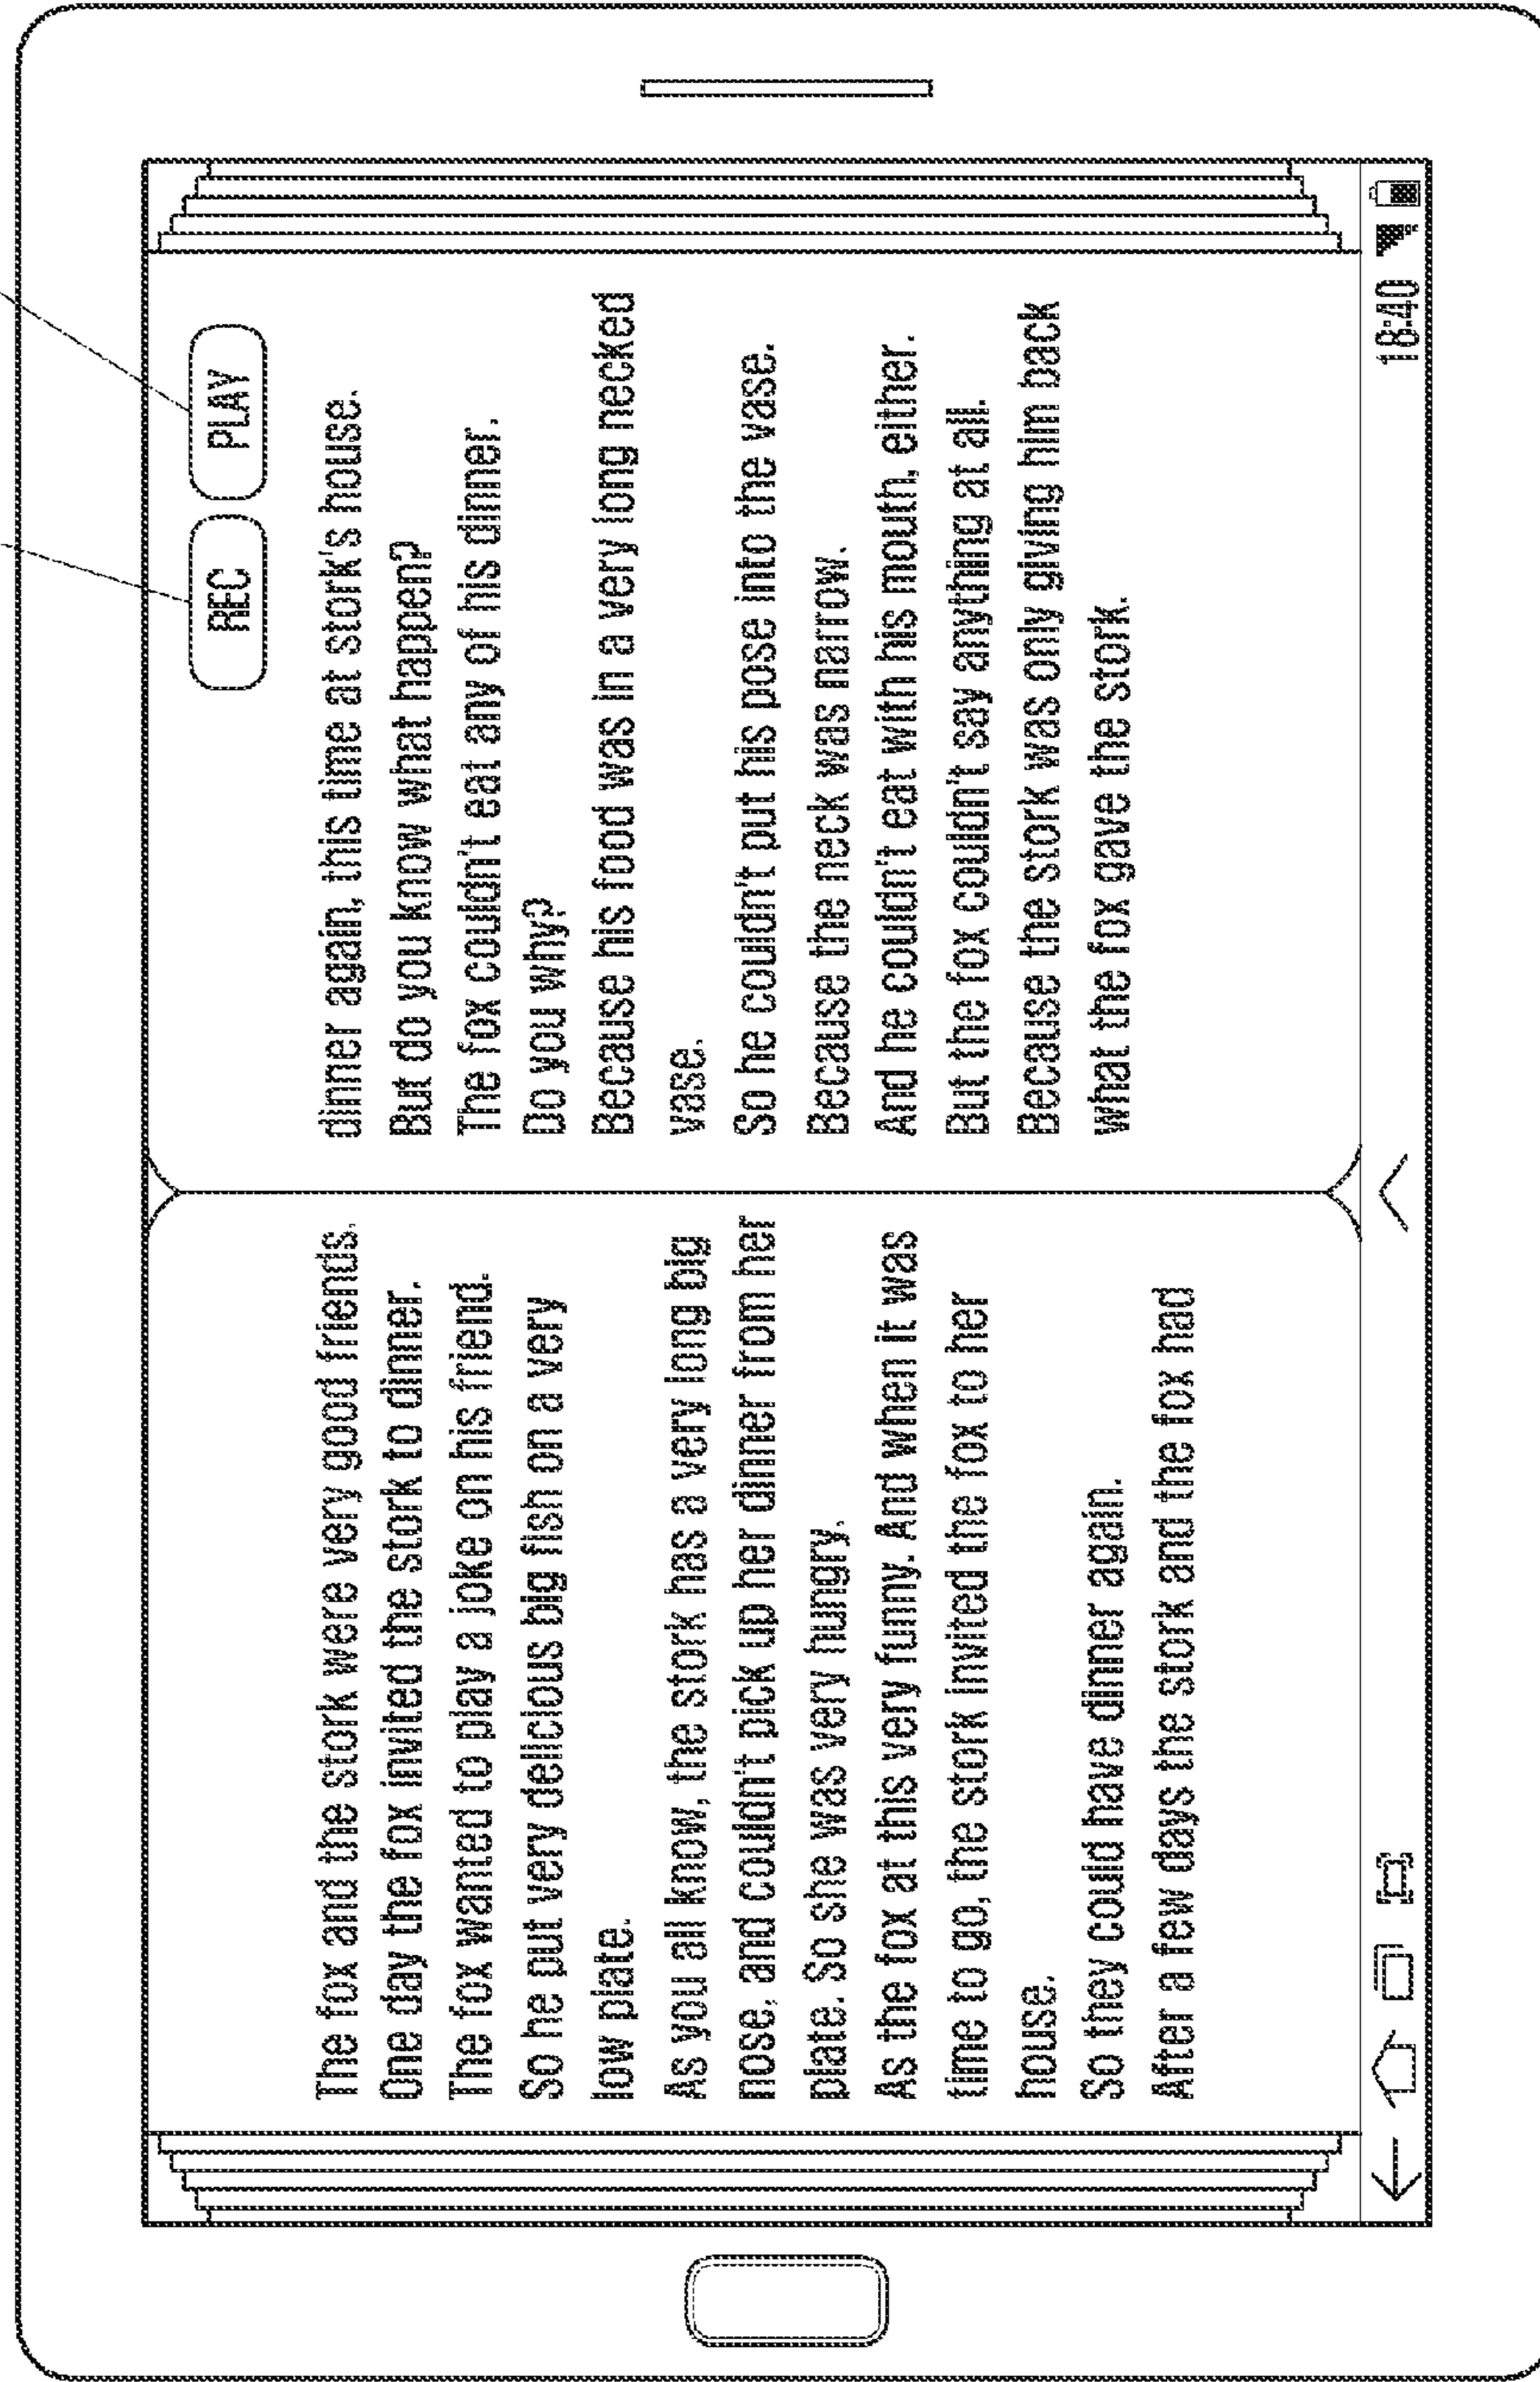 REC
PLAY
The fox and the stork were very good friends.
One day the fox invited the stork to dinner.
The fox wanted to play a joke on his friend.
So he put very delicious big fish on a very
low plate.
As you all know, the stork has a very long big
nose, and couldn't pick up her dinner from her
plate. So she was very hungry.
As the fox at this very funny. And when it was
time to go, the stork invited the fox to her
house.
So they could have dinner again.
After a few days the stork and the fox had
dinner again, this time at stork's house.
But do you know what happen?
The fox couldn't eat any of his dinner.
Do you why?
Because his food was in a very long necked
vase.
So he couldn't put his pose into the vase.
Because the neck was narrow.
And he couldn't eat with his mouth, either.
But the fox couldn't say anything at all.
Because the stork was only giving him back
what the fox gave the stork.
18:40